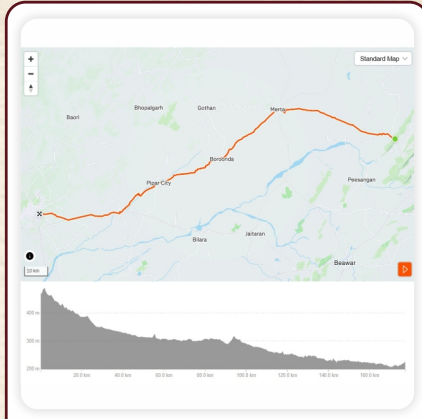 +
Standard Map
−
Bhopalgarh
Gothan
Merta
Baori
Boroonda
Pipar City
Peesangan
Jaitaran
Bilara
Beawar
i
10 km
400 m
300 m
200 m
20.0 km
40.0 km
60.0 km
80.0 km
100.0 km
120.0 km
140.0 km
160.0 km